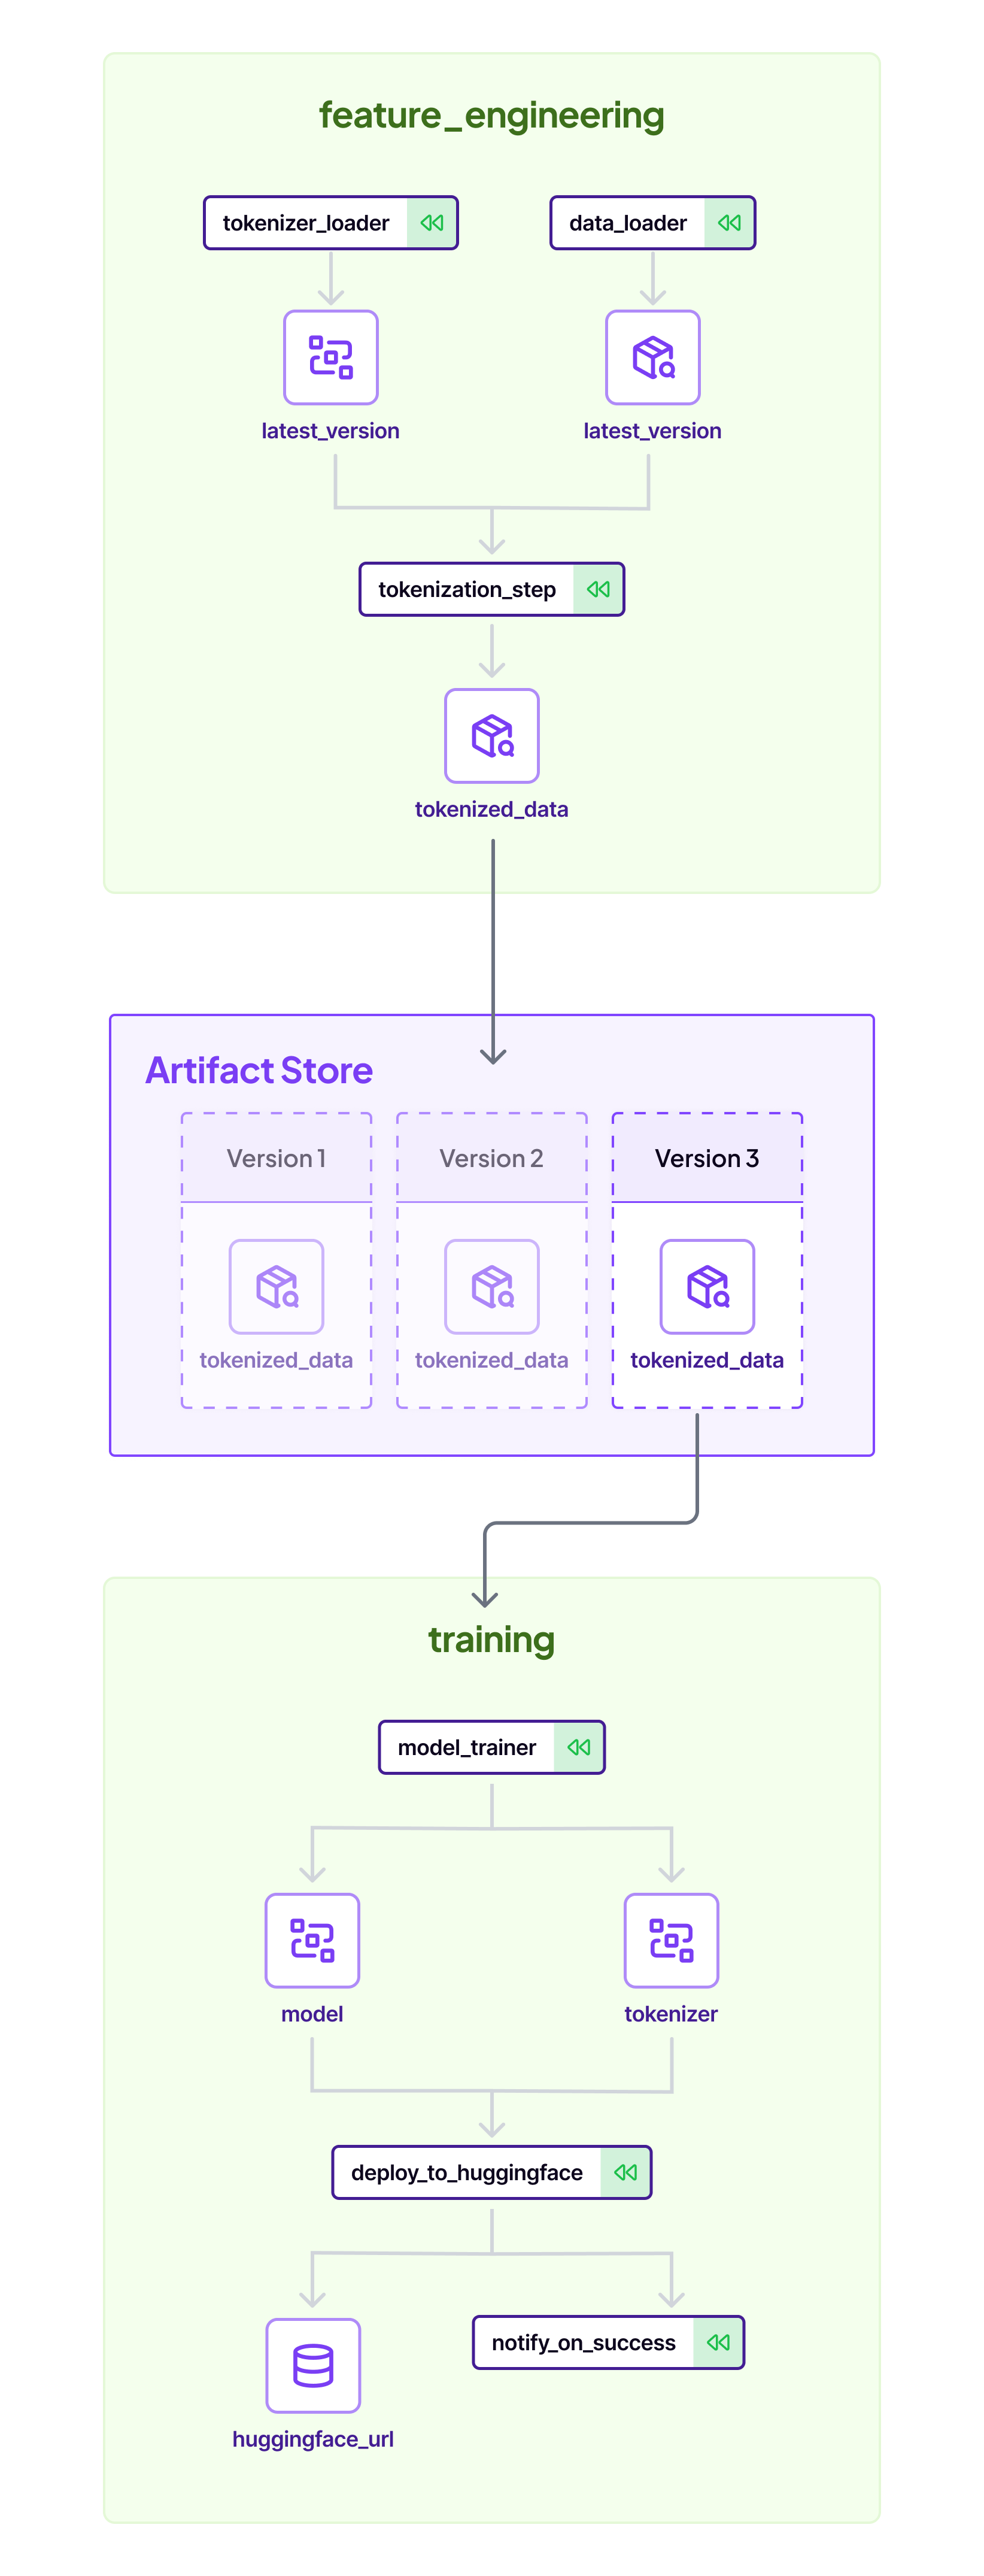 feature_engineering
tokenizer_loader
data_loader
latest_version
latest_version
tokenization_step
tokenized_data
Artifact Store
Version 1
Version 2
Version 3
tokenized_data
tokenized_data
tokenized_data
training
model_trainer
model
tokenizer
deploy_to_huggingface
notify_on_success
huggingface_url